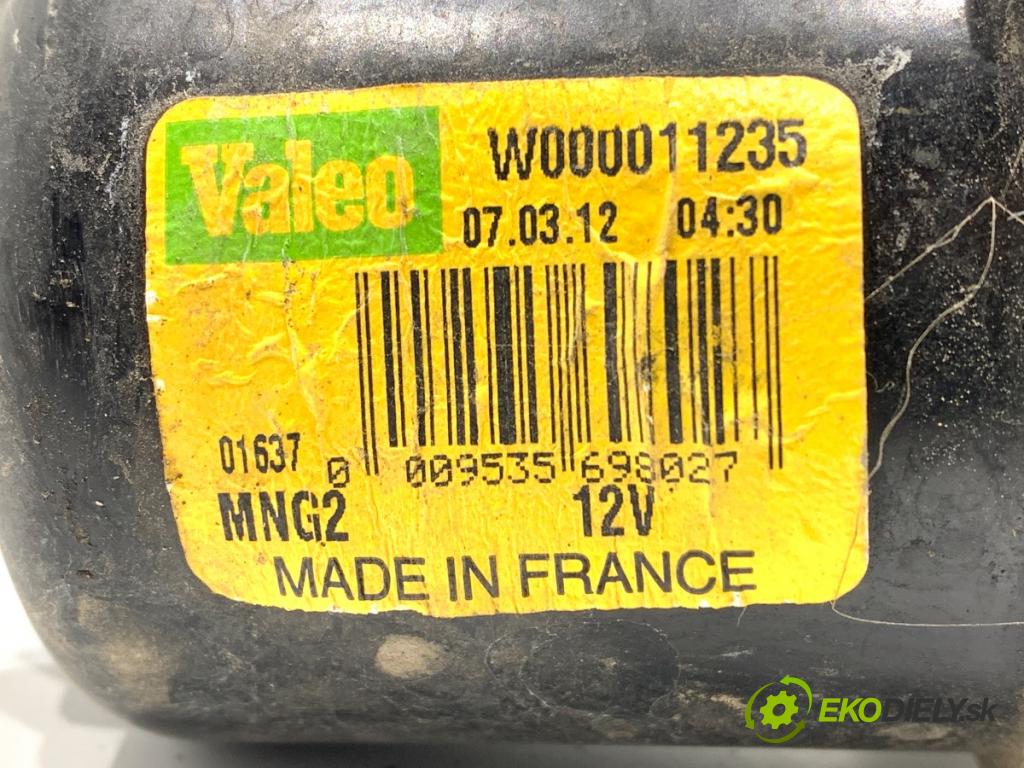 Valeo
W000011235
07.03.12 04:30
01637
0 009535 698027
MNG2 12V
MADE IN FRANCE
EKODIELY.sk